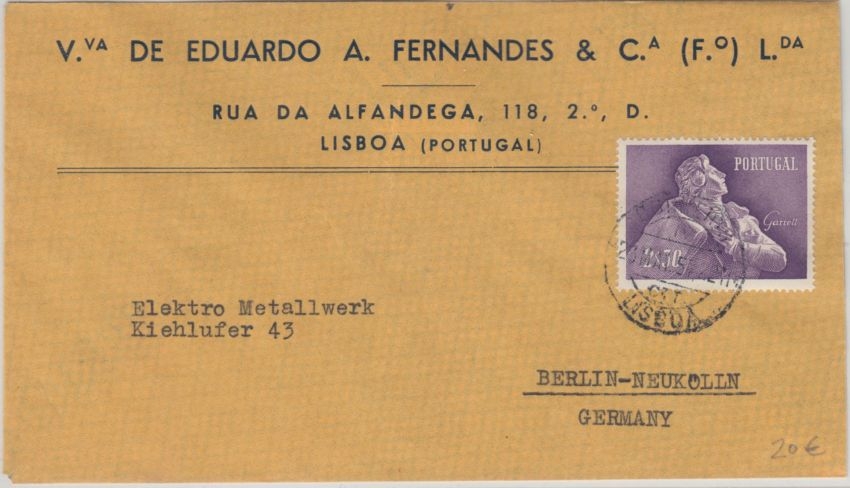 V.VA DE EDUARDO A. FERNANDES & C.A (F.O) L.DA
RUA DA ALFANDEGA, 118, 2.º, D.
LISBOA (PORTUGAL)
PORTUGAL
Garrett
LISBOA
Elektro Metallwerk
Kiehlufer 43
BERLIN-NEUKOLLN
GERMANY
20€